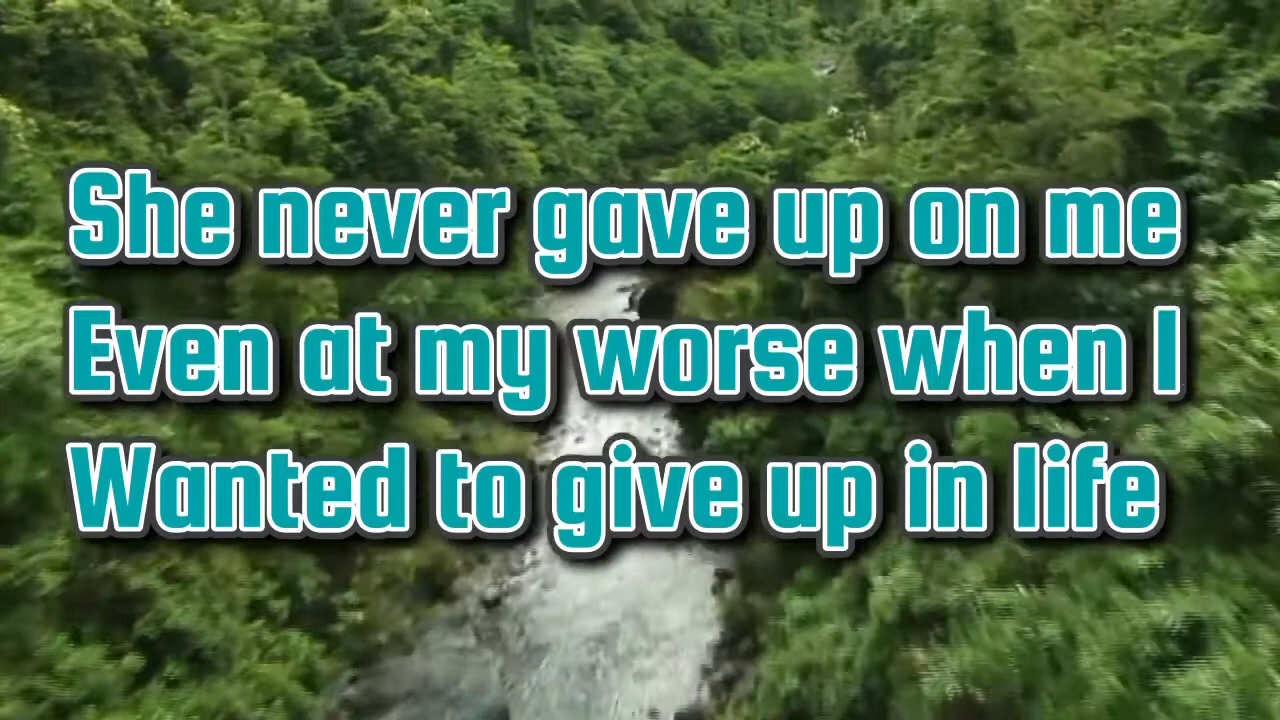 She never gave up on me
Even at my worse when I
Wanted to give up in life